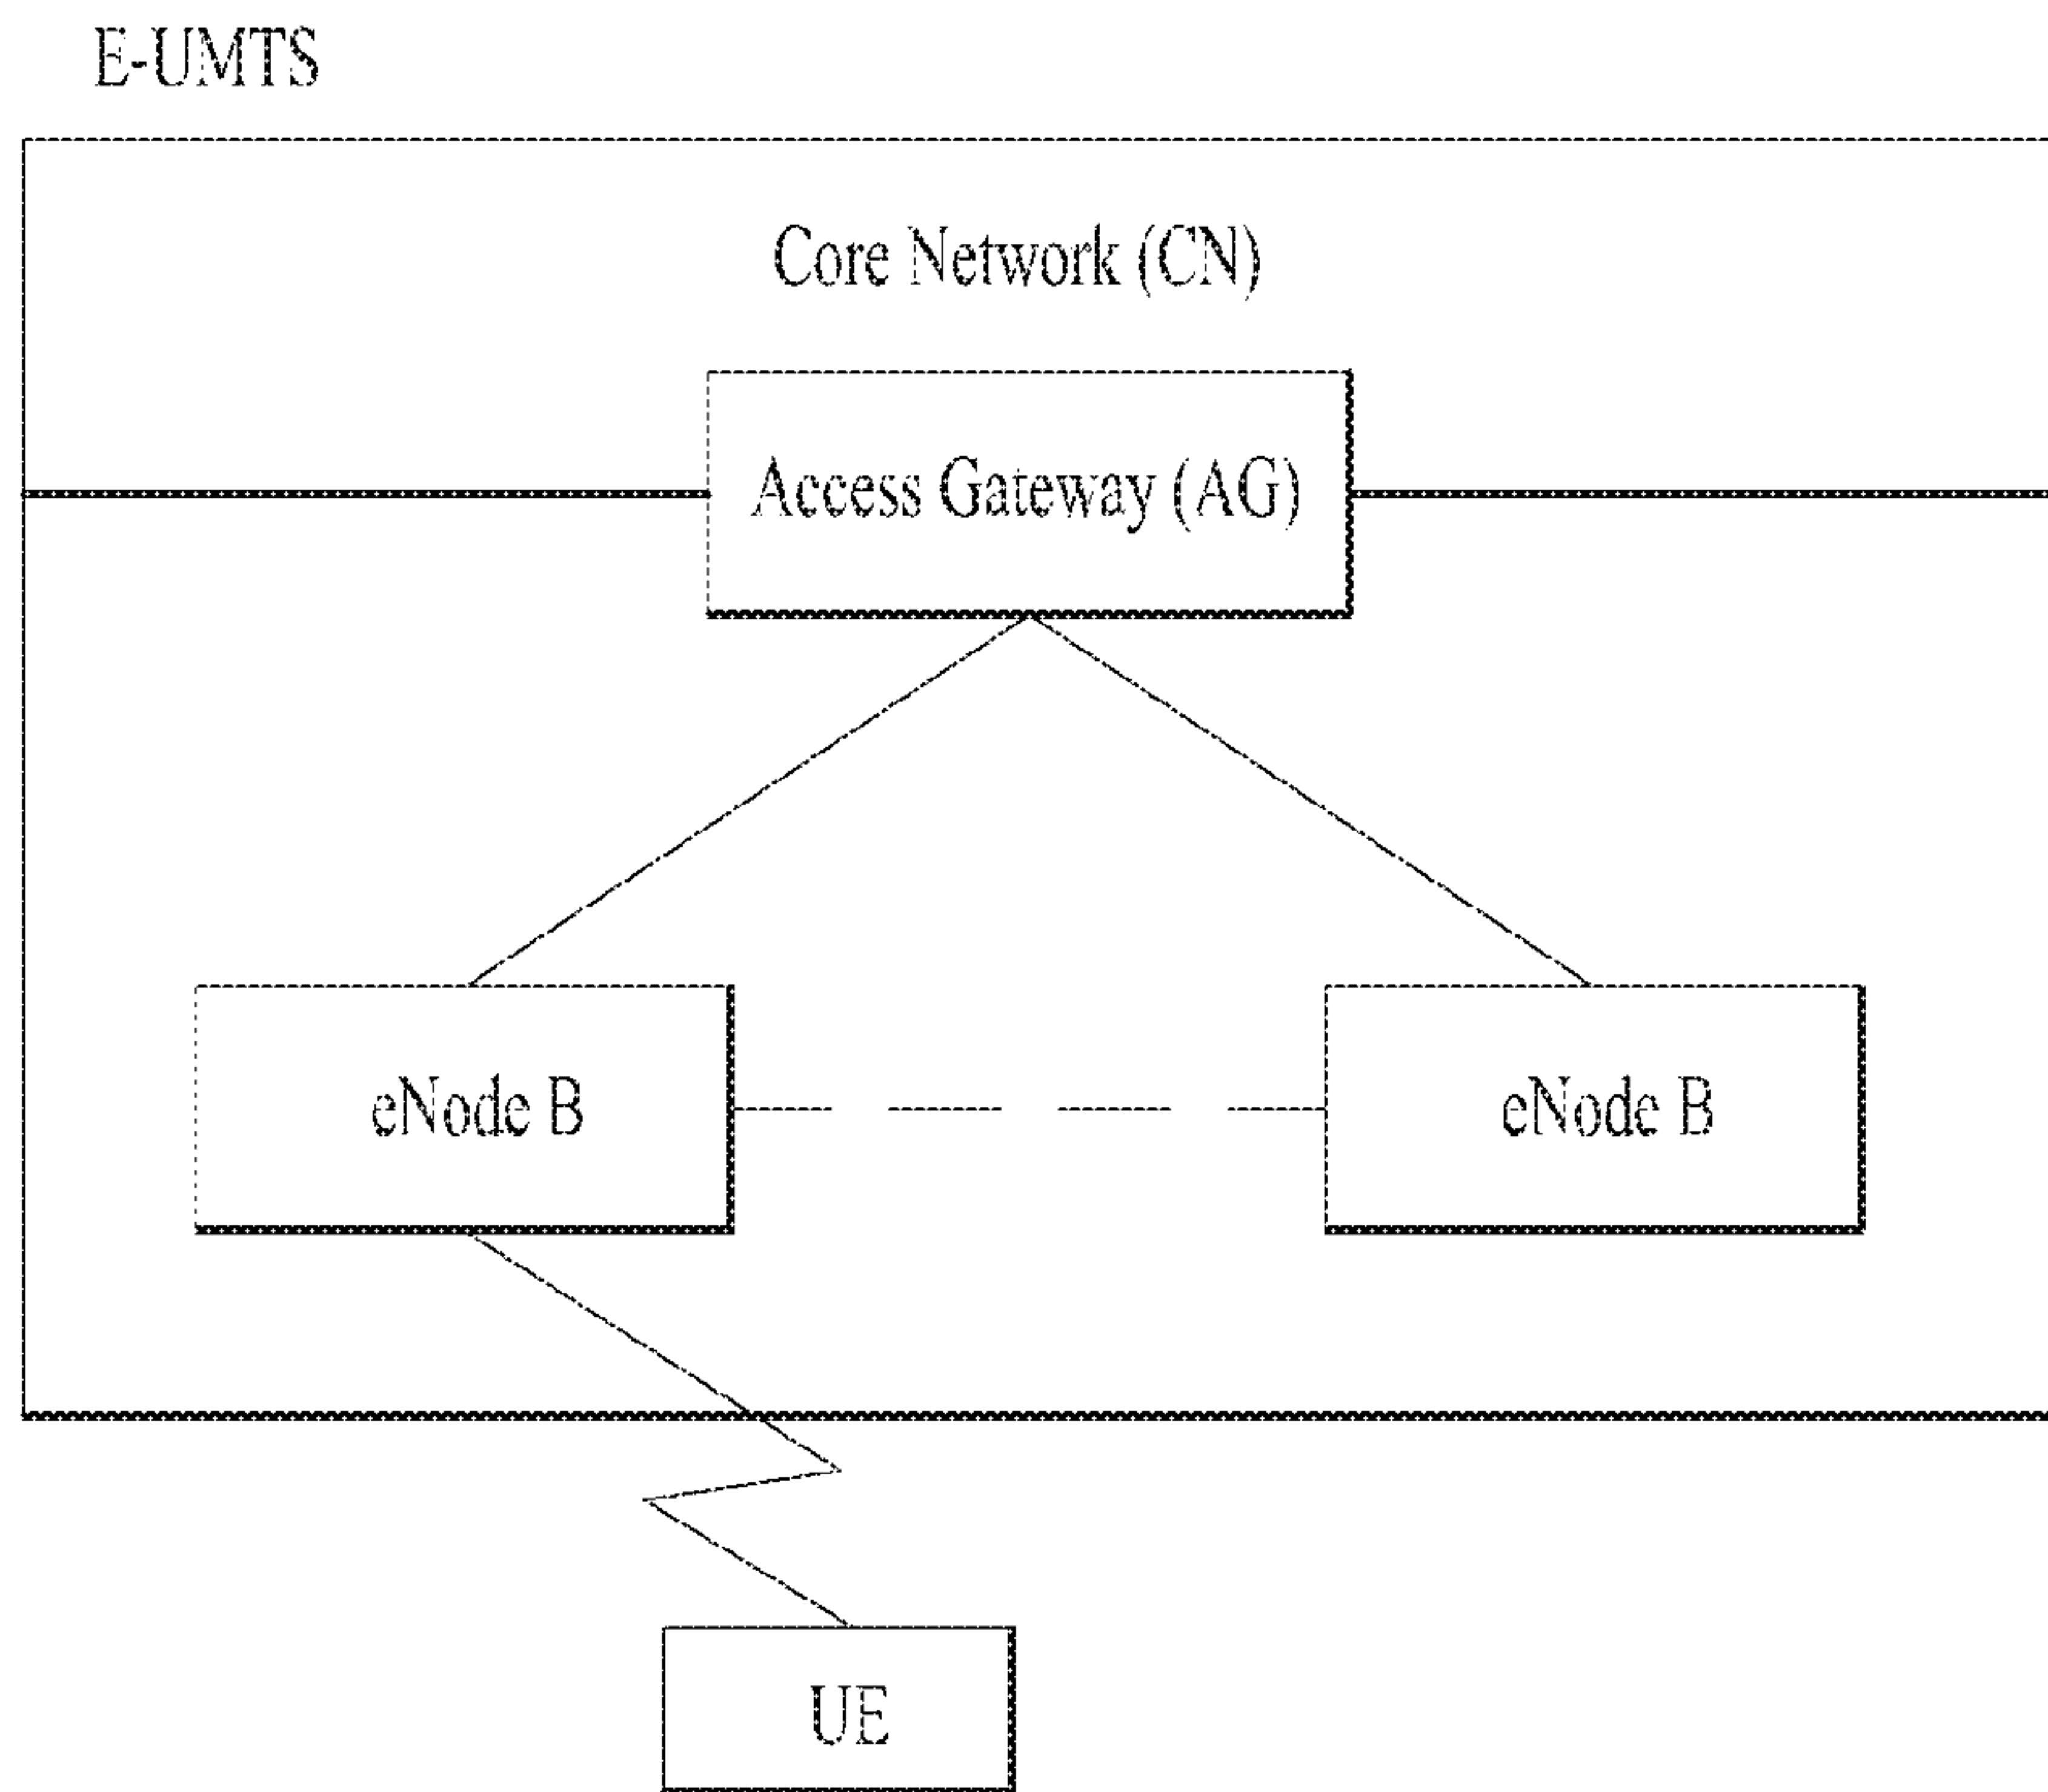 E-UMTS
Core Network (CN)
Access Gateway (AG)
eNode B
eNode B
UE